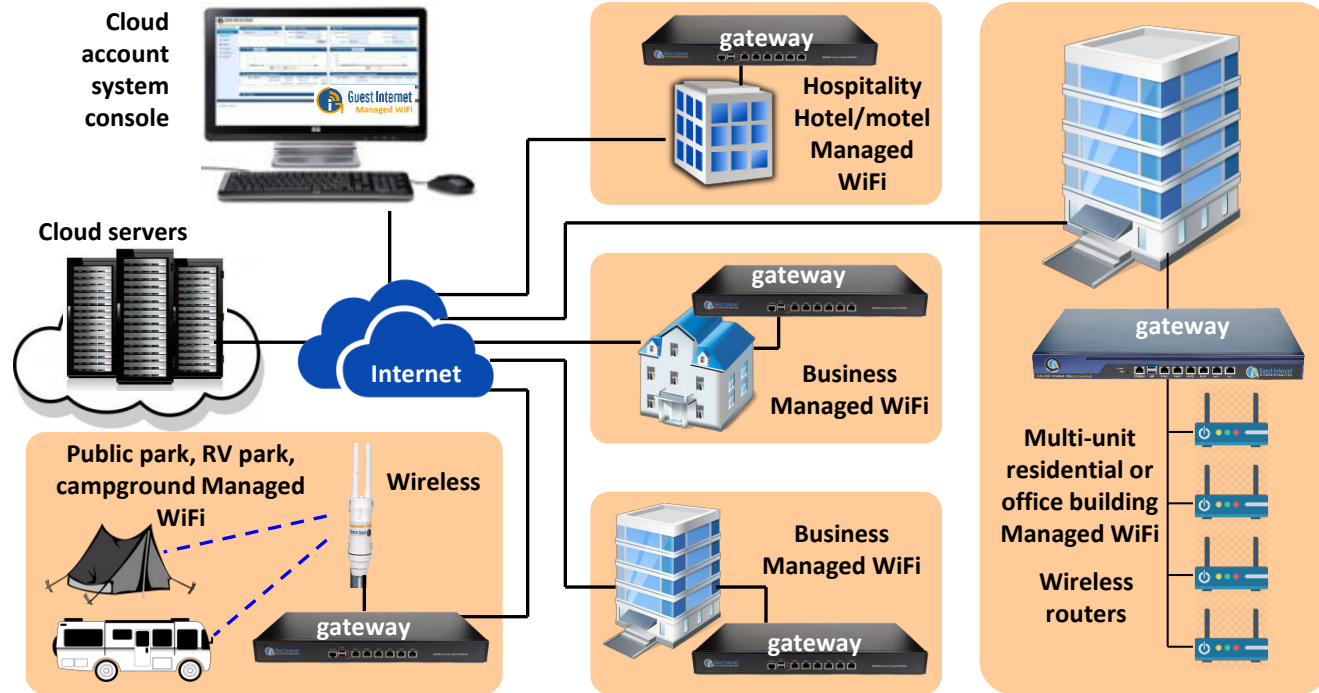 Cloud
account
system
console
Guest Internet
Managed WiFi
gateway
Hospitality
Hotel/motel
Managed
WiFi
Cloud servers
Internet
gateway
Business
Managed WiFi
gateway
Multi-unit
residential or
office building
Managed WiFi
Wireless
routers
Guest Internet
Public park, RV park,
campground Managed
WiFi
Wireless
gateway
Business
Managed WiFi
gateway